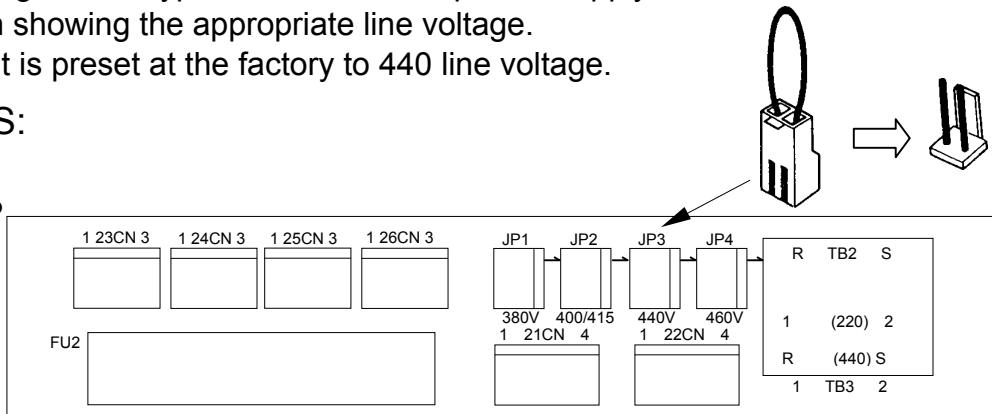 n showing the appropriate line voltage.
t is preset at the factory to 440 line voltage.
S:
1 23CN 3 1 24CN 3 1 25CN 3 1 26CN 3 JP1 JP2 JP3 JP4
R TB2 S
380V 400/415 440V 460V
1 (220) 2
1 21CN 4 1 22CN 4
FU2
R (440) S
1 TB3 2